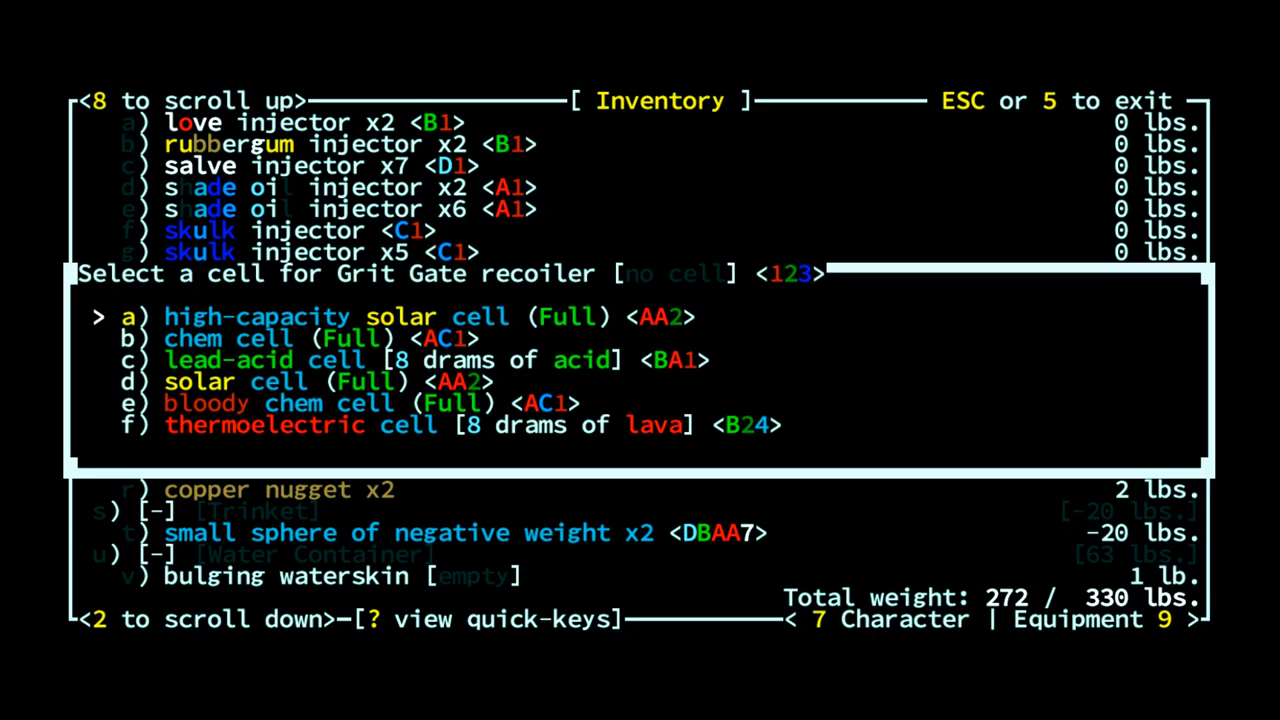 <8 to scroll up> [ Inventory ] ESC or 5 to exit
a) love injector x2 <B1> 0 lbs.
b) rubbergum injector x2 <B1> 0 lbs.
c) salve injector x7 <D1> 0 lbs.
d) shade oil injector x2 <A1> 0 lbs.
e) shade oil injector x6 <A1> 0 lbs.
f) skulk injector <C1> 0 lbs.
g) skulk injector x5 <C1> 0 lbs.
Select a cell for Grit Gate recoiler [no cell] <123>
> a) high-capacity solar cell (Full) <AA2>
b) chem cell (Full) <AC1>
c) lead-acid cell [8 drams of acid] <BA1>
d) solar cell (Full) <AA2>
e) bloody chem cell (Full) <AC1>
f) thermoelectric cell [8 drams of lava] <B24>
r) copper nugget x2 2 lbs.
s) [-] [Trinket] [-20 lbs.]
t) small sphere of negative weight x2 <DBAA7> -20 lbs.
u) [-] [Water Container] [63 lbs.]
v) bulging waterskin [empty] 1 lb.
Total weight: 272 / 330 lbs.
<2 to scroll down> [? view quick-keys] < 7 Character | Equipment 9 >